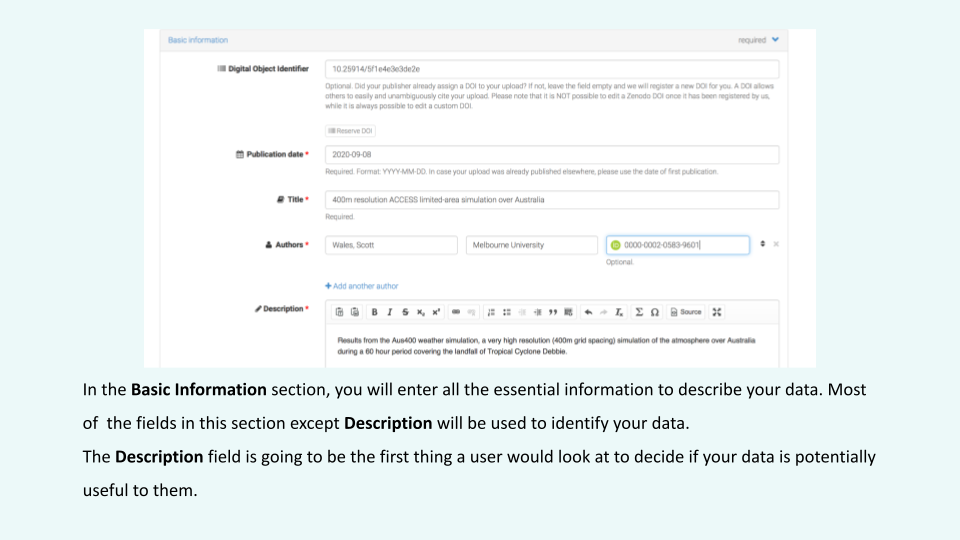 Basic information
required
Digital Object Identifier
10.25914/5f1e4e3e3de2e
Optional. Did your publisher already assign a DOI to your upload? If not, leave the field empty and we will register a new DOI for you. A DOI allows
others to easily and unambiguously cite your upload. Please note that it is NOT possible to edit a Zenodo DOI once it has been registered by us,
while it is always possible to edit a custom DOI.
Reserve DOI
Publication date *
2020-09-08
Required. Format: YYYY-MM-DD. In case your upload was already published elsewhere, please use the date of first publication.
Title *
400m resolution ACCESS limited-area simulation over Australia
Required.
Authors *
Wales, Scott
Melbourne University
iD 0000-0002-0583-9601
Optional.
+ Add another author
Description *
B I S x₂ x² Σ Ω Source
Results from the Aus400 weather simulation, a very high resolution (400m grid spacing) simulation of the atmosphere over Australia
during a 60 hour period covering the landfall of Tropical Cyclone Debbie.
In the Basic Information section, you will enter all the essential information to describe your data. Most
of the fields in this section except Description will be used to identify your data.
The Description field is going to be the first thing a user would look at to decide if your data is potentially
useful to them.